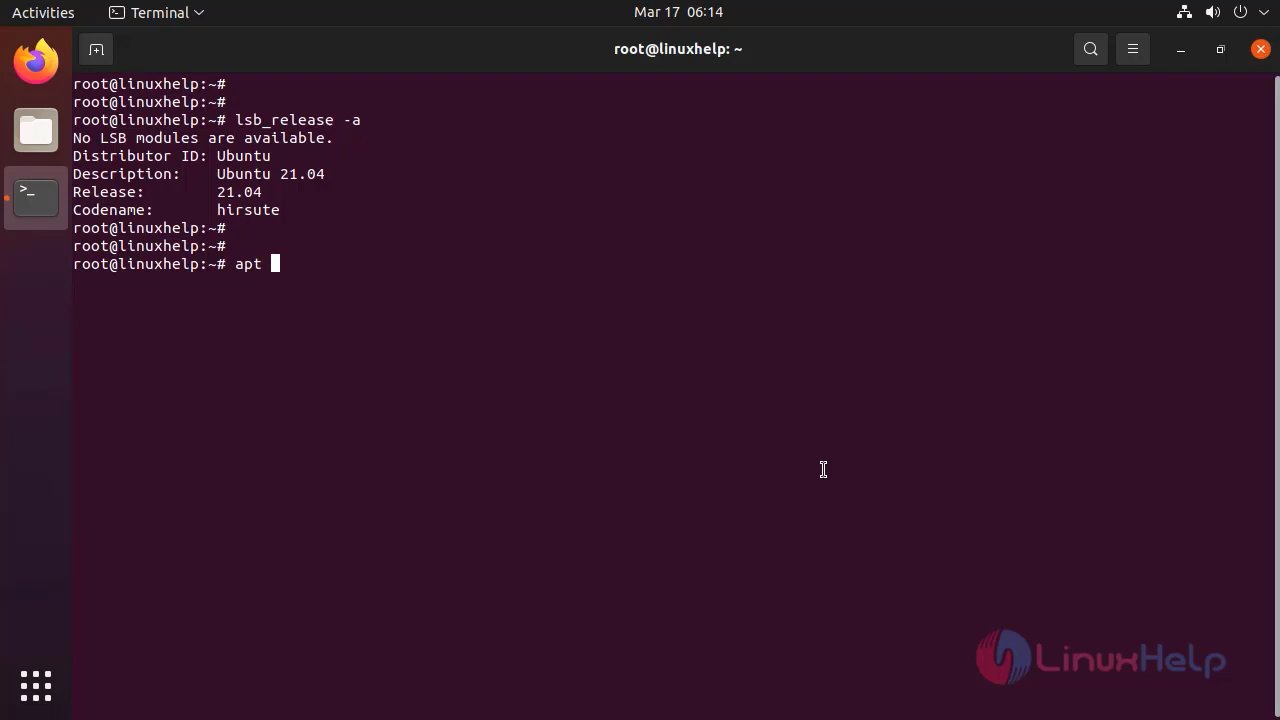 Activities
Terminal
Mar 17 06:14
root@linuxhelp: ~
root@linuxhelp:~#
root@linuxhelp:~#
root@linuxhelp:~# lsb_release -a
No LSB modules are available.
Distributor ID: Ubuntu
Description: Ubuntu 21.04
Release: 21.04
Codename: hirsute
root@linuxhelp:~#
root@linuxhelp:~#
root@linuxhelp:~# apt
LinuxHelp